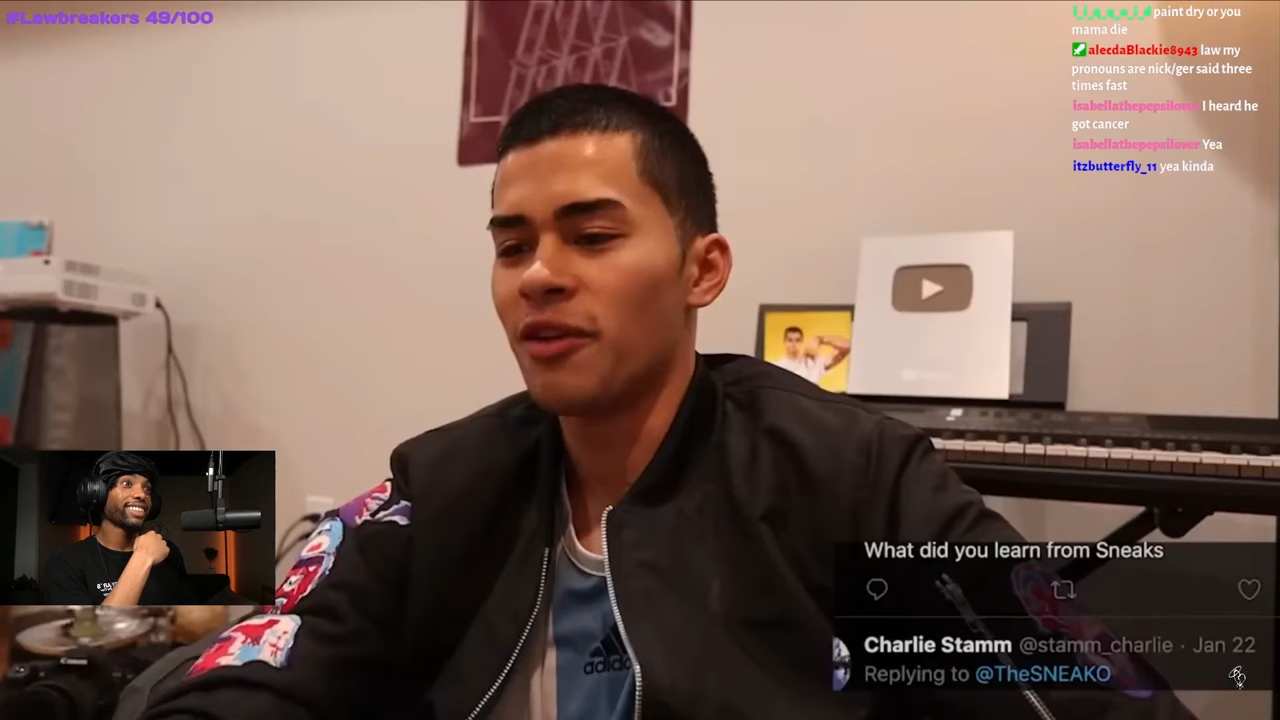 #Lawbreakers 49/100
paint dry or you
mama die
alecdaBlackie8943 law my
pronouns are nick/ger said three
times fast
isabellathepepsilover I heard he
got cancer
isabellathepepsilover Yea
itzbutterfly_11 yea kinda
What did you learn from Sneaks
Charlie Stamm @stamm_charlie · Jan 22
Replying to @TheSNEAKO
adidas
Canon